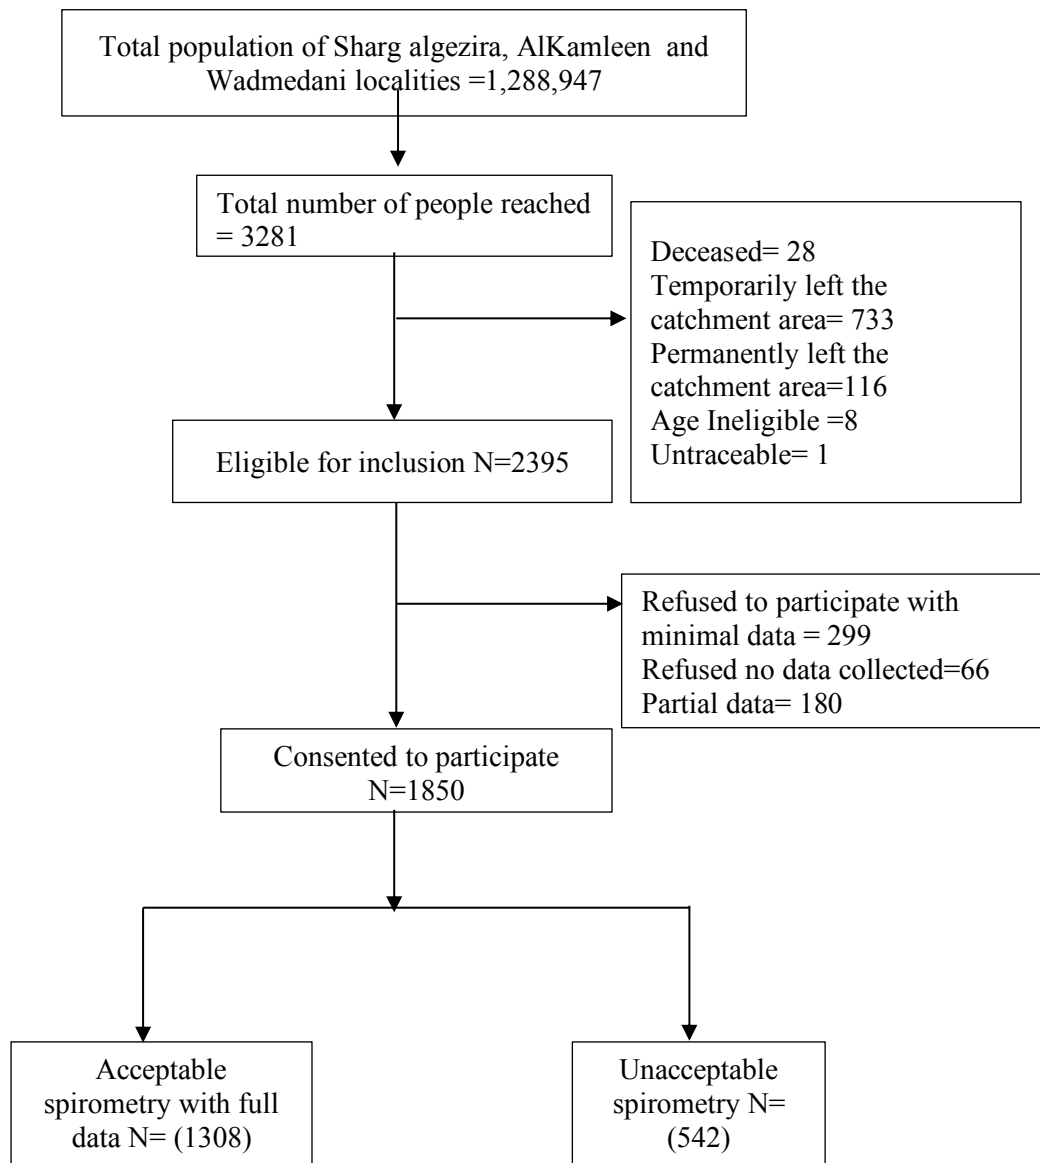 Total population of Sharg algezira, AlKamleen and
Wadmedani localities =1,288,947
Total number of people reached
= 3281
Deceased= 28
Temporarily left the
catchment area= 733
Permanently left the
catchment area=116
Age Ineligible =8
Untraceable= 1
Eligible for inclusion N=2395
Refused to participate with
minimal data = 299
Refused no data collected=66
Partial data= 180
Consented to participate
N=1850
Acceptable
spirometry with full
data N= (1308)
Unacceptable
spirometry N=
(542)